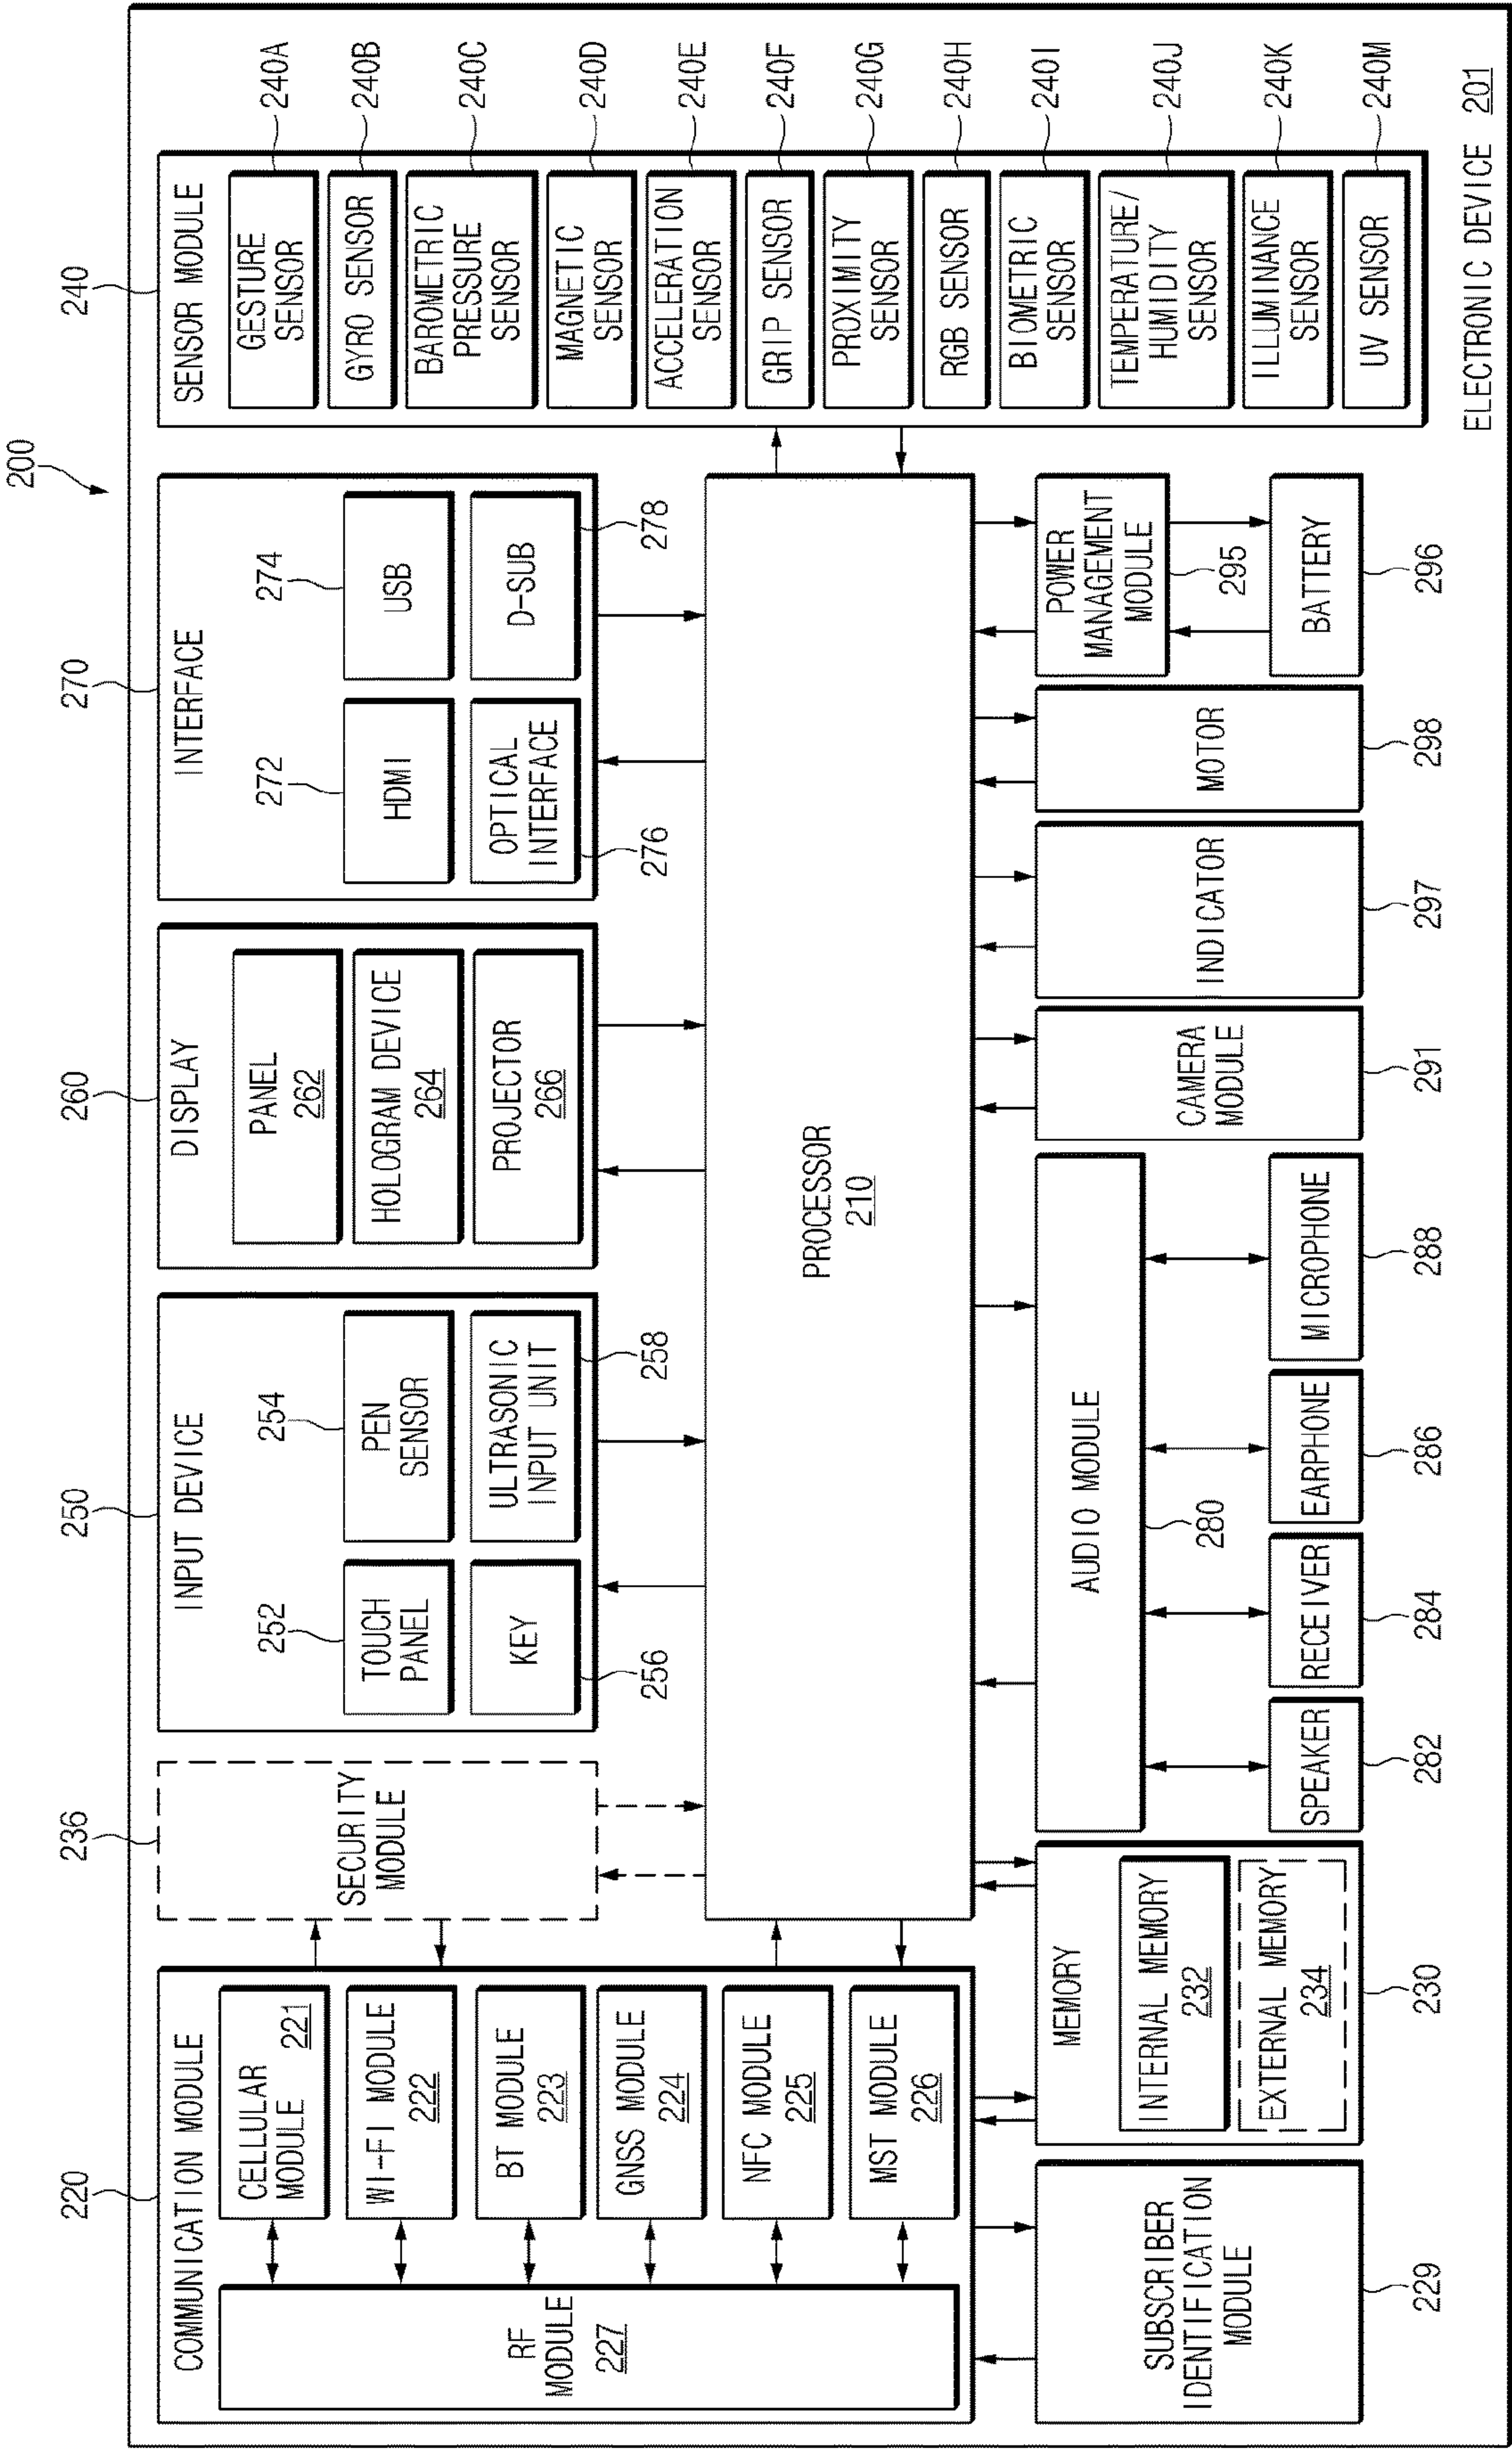 200
220
COMMUNICATION MODULE
RF
MODULE
227
CELLULAR
MODULE 221
WI-FI MODULE
222
BT MODULE
223
GNSS MODULE
224
NFC MODULE
225
MST MODULE
226
236
SECURITY
MODULE
250
INPUT DEVICE
252
TOUCH
PANEL
254
PEN
SENSOR
KEY
256
ULTRASONIC
INPUT UNIT
258
260
DISPLAY
PANEL
262
HOLOGRAM DEVICE
264
PROJECTOR
266
270
INTERFACE
272
HDMI
274
USB
OPTICAL
INTERFACE
276
D-SUB
278
240
SENSOR MODULE
GESTURE
SENSOR
240A
GYRO SENSOR
240B
BAROMETRIC
PRESSURE
SENSOR
240C
MAGNETIC
SENSOR
240D
ACCELERATION
SENSOR
240E
GRIP SENSOR
240F
PROXIMITY
SENSOR
240G
RGB SENSOR
240H
BIOMETRIC
SENSOR
240I
TEMPERATURE/
HUMIDITY
SENSOR
240J
ILLUMINANCE
SENSOR
240K
UV SENSOR
240M
PROCESSOR
210
SUBSCRIBER
IDENTIFICATION
MODULE
229
MEMORY
INTERNAL MEMORY
232
EXTERNAL MEMORY
234
230
AUDIO MODULE
280
SPEAKER
282
RECEIVER
284
EARPHONE
286
MICROPHONE
288
CAMERA
MODULE
291
INDICATOR
297
MOTOR
298
POWER
MANAGEMENT
MODULE
295
BATTERY
296
ELECTRONIC DEVICE 201